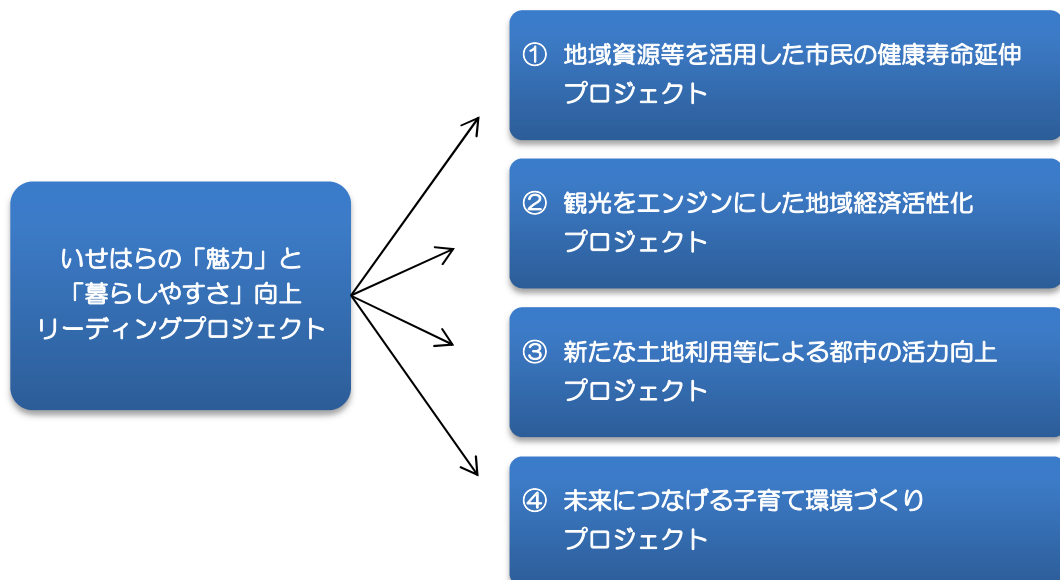 いせはらの「魅力」と
「暮らしやすさ」向上
リーディングプロジェクト
① 地域資源等を活用した市民の健康寿命延伸
プロジェクト
② 観光をエンジンにした地域経済活性化
プロジェクト
③ 新たな土地利用等による都市の活力向上
プロジェクト
④ 未来につなげる子育て環境づくり
プロジェクト